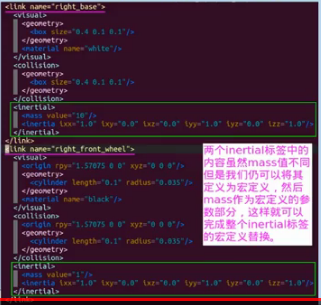 <link name="right_base">
<visual>
<geometry>
<box size="0.4 0.1 0.1"/>
</geometry>
<material name="white"/>
</visual>
<collision>
<geometry>
<box size="0.4 0.1 0.1"/>
</geometry>
</collision>
<inertial>
<mass value="10"/>
<inertia ixx="1.0" ixy="0.0" ixz="0.0" iyy="1.0" iyz="0.0" izz="1.0"/>
</inertial>
</link>
<link name="right_front_wheel">
<visual>
<origin rpy="1.57075 0 0" xyz="0 0 0"/>
<geometry>
<cylinder length="0.1" radius="0.035"/>
</geometry>
<material name="black"/>
</visual>
<collision>
<origin rpy="1.57075 0 0" xyz="0 0 0"/>
<geometry>
<cylinder length="0.1" radius="0.035"/>
</geometry>
</collision>
<inertial>
<mass value="1"/>
<inertia ixx="1.0" ixy="0.0" ixz="0.0" iyy="1.0" iyz="0.0" izz="1.0"/>
</inertial>
两个inertial标签中的
内容虽然mass值不同
但是我们仍可以将其
定义为宏定义，然后
mass作为宏定义的参
数部分，这样就可以
完成整个inertial标签
的宏定义替换。